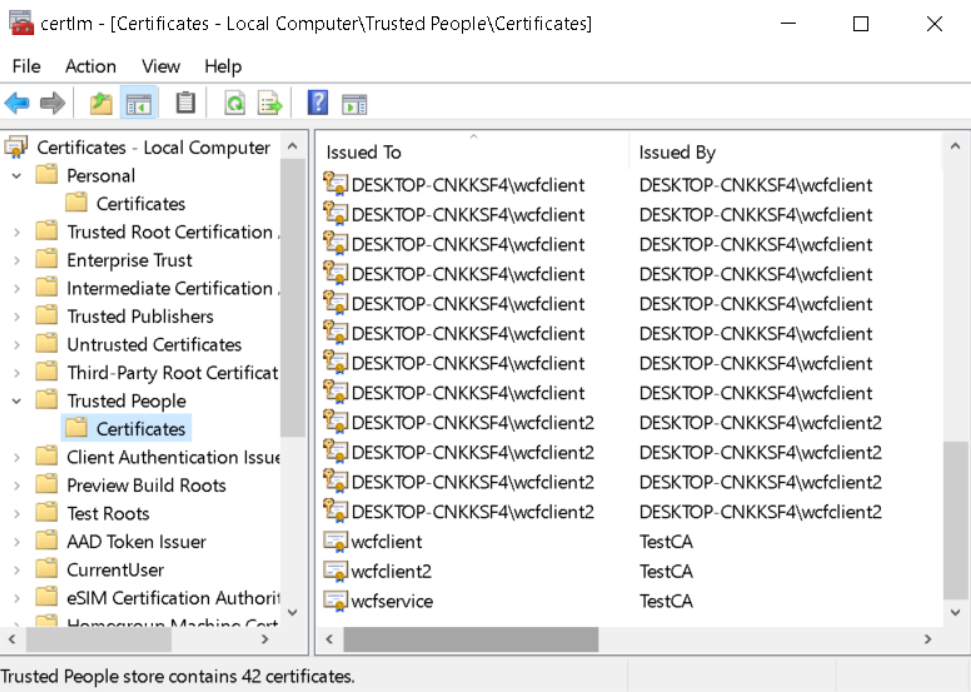 certlm - [Certificates - Local Computer\Trusted People\Certificates]
File Action View Help
Certificates - Local Computer
Personal
Certificates
Trusted Root Certification
Enterprise Trust
Intermediate Certification
Trusted Publishers
Untrusted Certificates
Third-Party Root Certificat
Trusted People
Certificates
Client Authentication Issue
Preview Build Roots
Test Roots
AAD Token Issuer
CurrentUser
eSIM Certification Authorit
Homegroup Machine Cert
Issued To Issued By
DESKTOP-CNKKSF4\wcfclient DESKTOP-CNKKSF4\wcfclient
DESKTOP-CNKKSF4\wcfclient DESKTOP-CNKKSF4\wcfclient
DESKTOP-CNKKSF4\wcfclient DESKTOP-CNKKSF4\wcfclient
DESKTOP-CNKKSF4\wcfclient DESKTOP-CNKKSF4\wcfclient
DESKTOP-CNKKSF4\wcfclient DESKTOP-CNKKSF4\wcfclient
DESKTOP-CNKKSF4\wcfclient DESKTOP-CNKKSF4\wcfclient
DESKTOP-CNKKSF4\wcfclient DESKTOP-CNKKSF4\wcfclient
DESKTOP-CNKKSF4\wcfclient DESKTOP-CNKKSF4\wcfclient
DESKTOP-CNKKSF4\wcfclient2 DESKTOP-CNKKSF4\wcfclient2
DESKTOP-CNKKSF4\wcfclient2 DESKTOP-CNKKSF4\wcfclient2
DESKTOP-CNKKSF4\wcfclient2 DESKTOP-CNKKSF4\wcfclient2
DESKTOP-CNKKSF4\wcfclient2 DESKTOP-CNKKSF4\wcfclient2
wcfclient TestCA
wcfclient2 TestCA
wcfservice TestCA
Trusted People store contains 42 certificates.